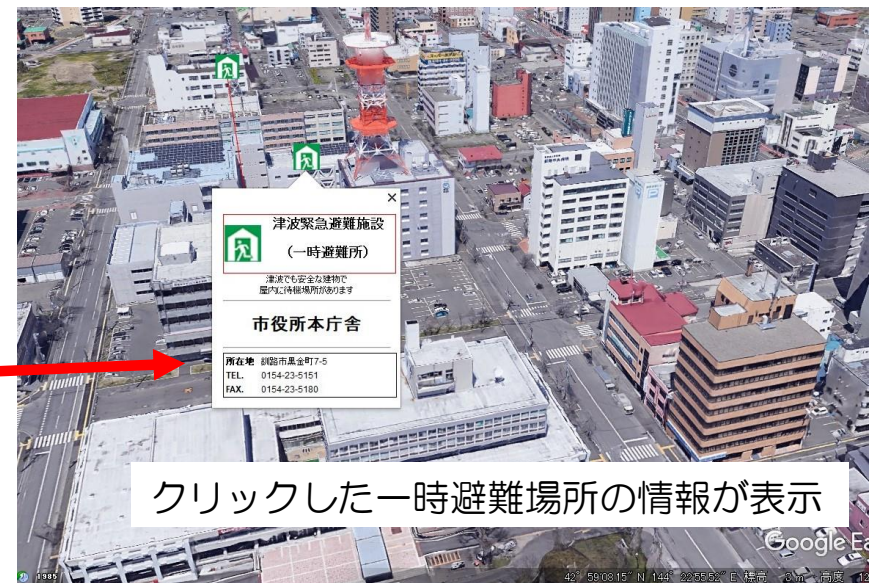 ×
津波緊急避難施設
(一時避難所)
津波でも安全な建物で
屋内に待機場所があります
市役所本庁舎
所在地 釧路市黒金町7-5
TEL. 0154-23-5151
FAX. 0154-23-5180
クリックした一時避難場所の情報が表示
Google Ea
1985
42° 59'08.15" N 144° 22'55.52" E 標高 3 m 高度 12